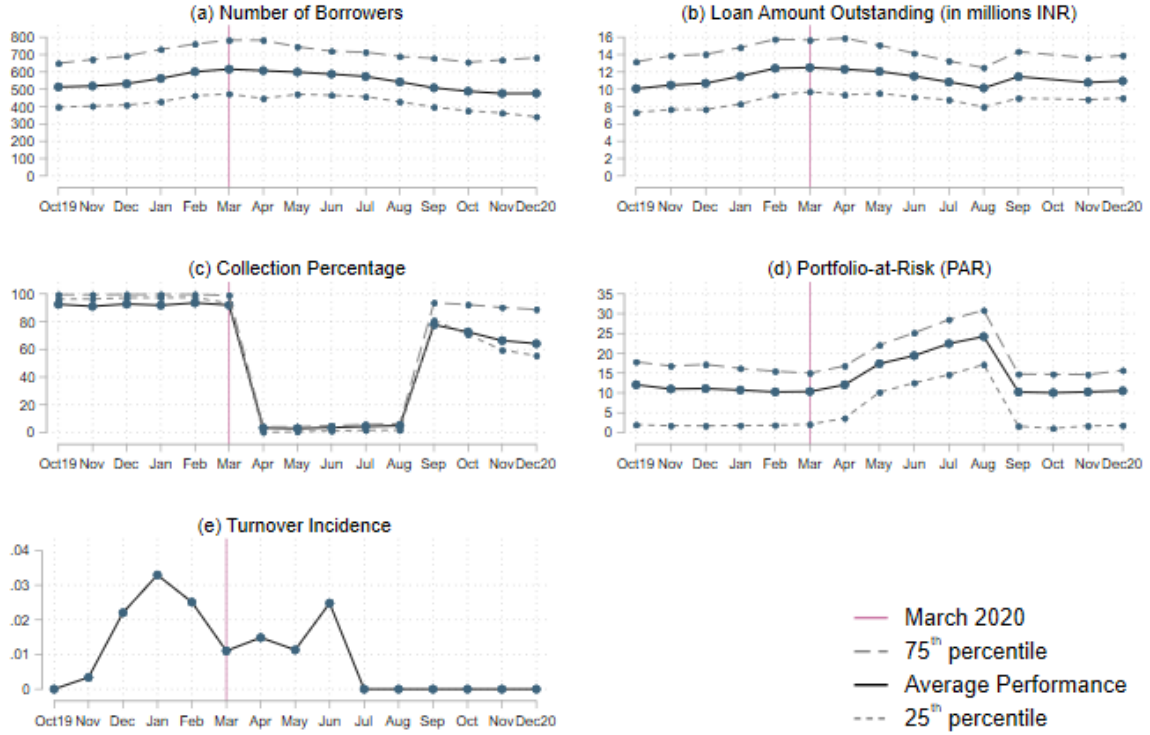 (a) Number of Borrowers
800
700
600
500
400
300
200
100
0
Oct19 Nov Dec Jan Feb Mar Apr May Jun Jul Aug Sep Oct Nov Dec20
(b) Loan Amount Outstanding (in millions INR)
16
14
12
10
8
6
4
2
0
Oct19 Nov Dec Jan Feb Mar Apr May Jun Jul Aug Sep Oct Nov Dec20
(c) Collection Percentage
100
80
60
40
20
0
Oct19 Nov Dec Jan Feb Mar Apr May Jun Jul Aug Sep Oct Nov Dec20
(d) Portfolio-at-Risk (PAR)
35
30
25
20
15
10
5
0
Oct19 Nov Dec Jan Feb Mar Apr May Jun Jul Aug Sep Oct Nov Dec20
(e) Turnover Incidence
.04
.03
.02
.01
0
Oct19 Nov Dec Jan Feb Mar Apr May Jun Jul Aug Sep Oct Nov Dec20
March 2020
75th percentile
Average Performance
25th percentile